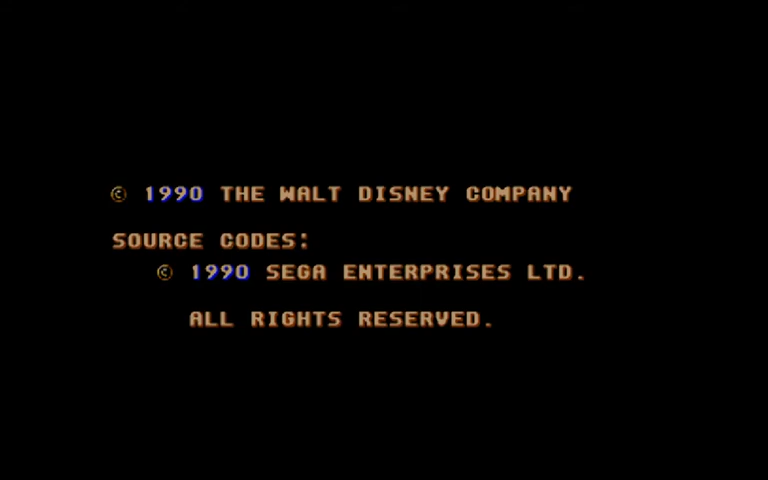 © 1990 THE WALT DISNEY COMPANY
SOURCE CODES:
© 1990 SEGA ENTERPRISES LTD.
ALL RIGHTS RESERVED.